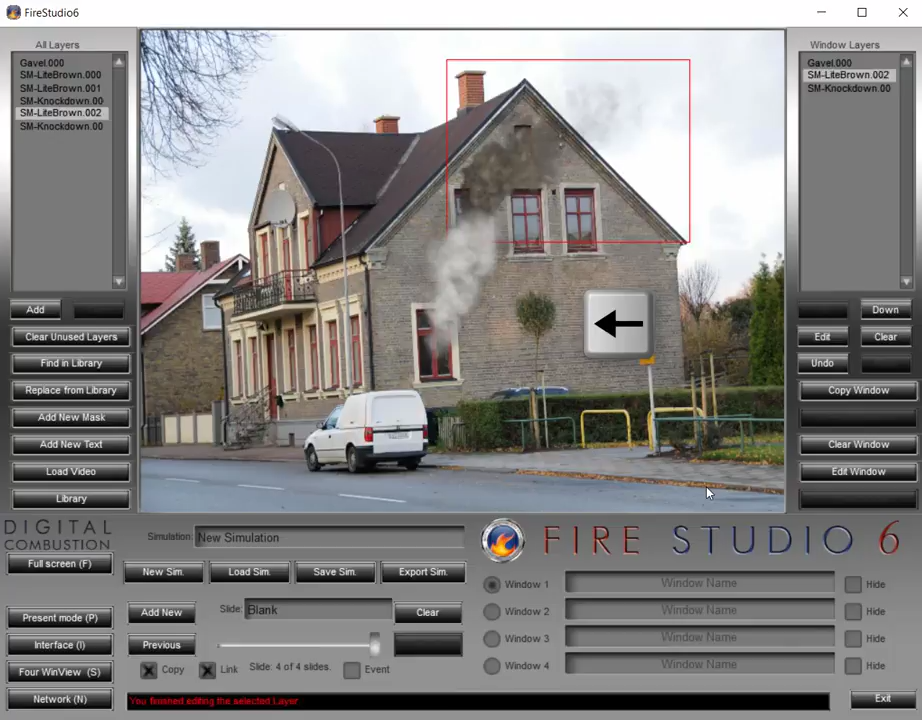 FireStudio6
All Layers
Gavel.000
SM-LiteBrown.000
SM-LiteBrown.001
SM-Knockdown.00
SM-LiteBrown.002
SM-Knockdown.00
Add
Clear Unused Layers
Find in Library
Replace from Library
Add New Mask
Add New Text
Load Video
Library
Window Layers
Gavel.000
SM-LiteBrown.002
SM-LiteBrown.000
Down
Edit
Clear
Undo
Copy Window
Clear Window
Edit Window
DIGITAL
COMBUSTION
Full screen (F)
Present mode (P)
Interface (I)
Four WinView (S)
Network (N)
Simulation:
New Simulation
New Sim.
Load Sim.
Save Sim.
Export Sim.
Add New
Slide:
Blank
Clear
Previous
Copy
Link
Slide: 4 of 4 slides.
Event
FIRE STUDIO 6
Window 1
Window Name
Hide
Window 2
Window Name
Hide
Window 3
Window Name
Hide
Window 4
Window Name
Hide
You finished editing the selected Layer
Exit